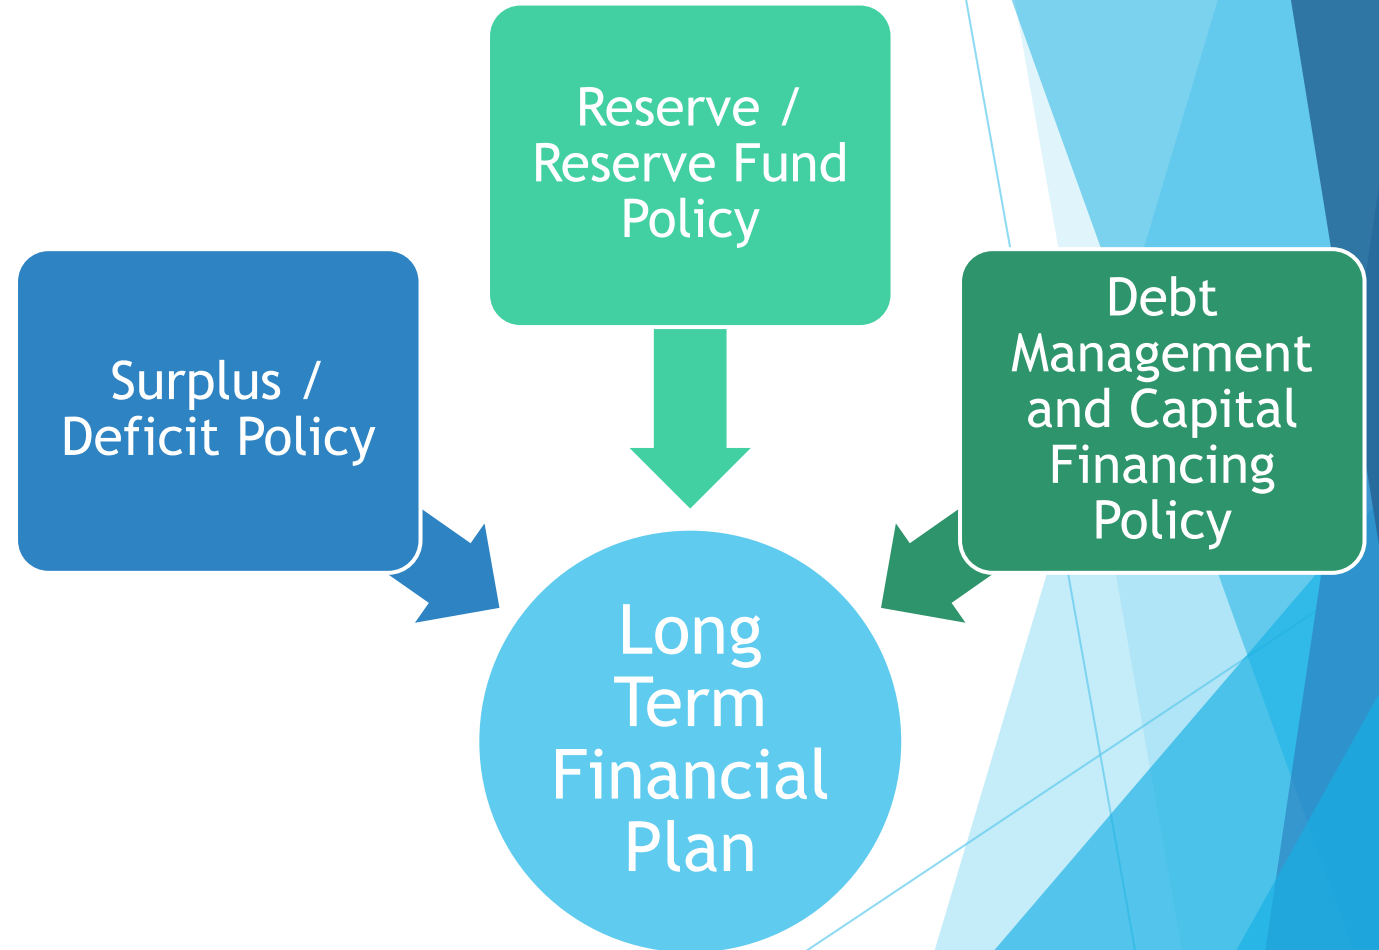 Reserve /
Reserve Fund
Policy
Surplus /
Deficit Policy
Debt
Management
and Capital
Financing
Policy
Long
Term
Financial
Plan